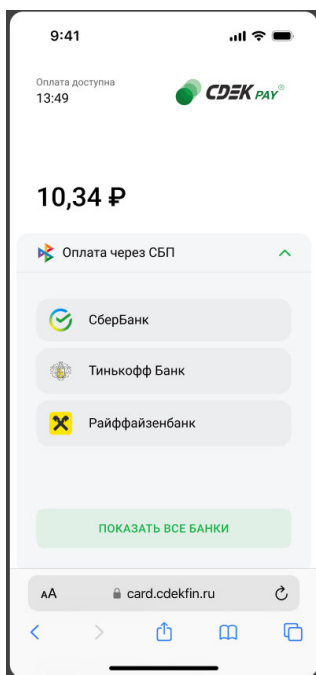 9:41
Оплата доступна
13:49
CDEK PAY®
10,34 ₽
Оплата через СБП
СберБанк
Тинькофф Банк
Райффайзенбанк
ПОКАЗАТЬ ВСЕ БАНКИ
AA card.cdekfin.ru